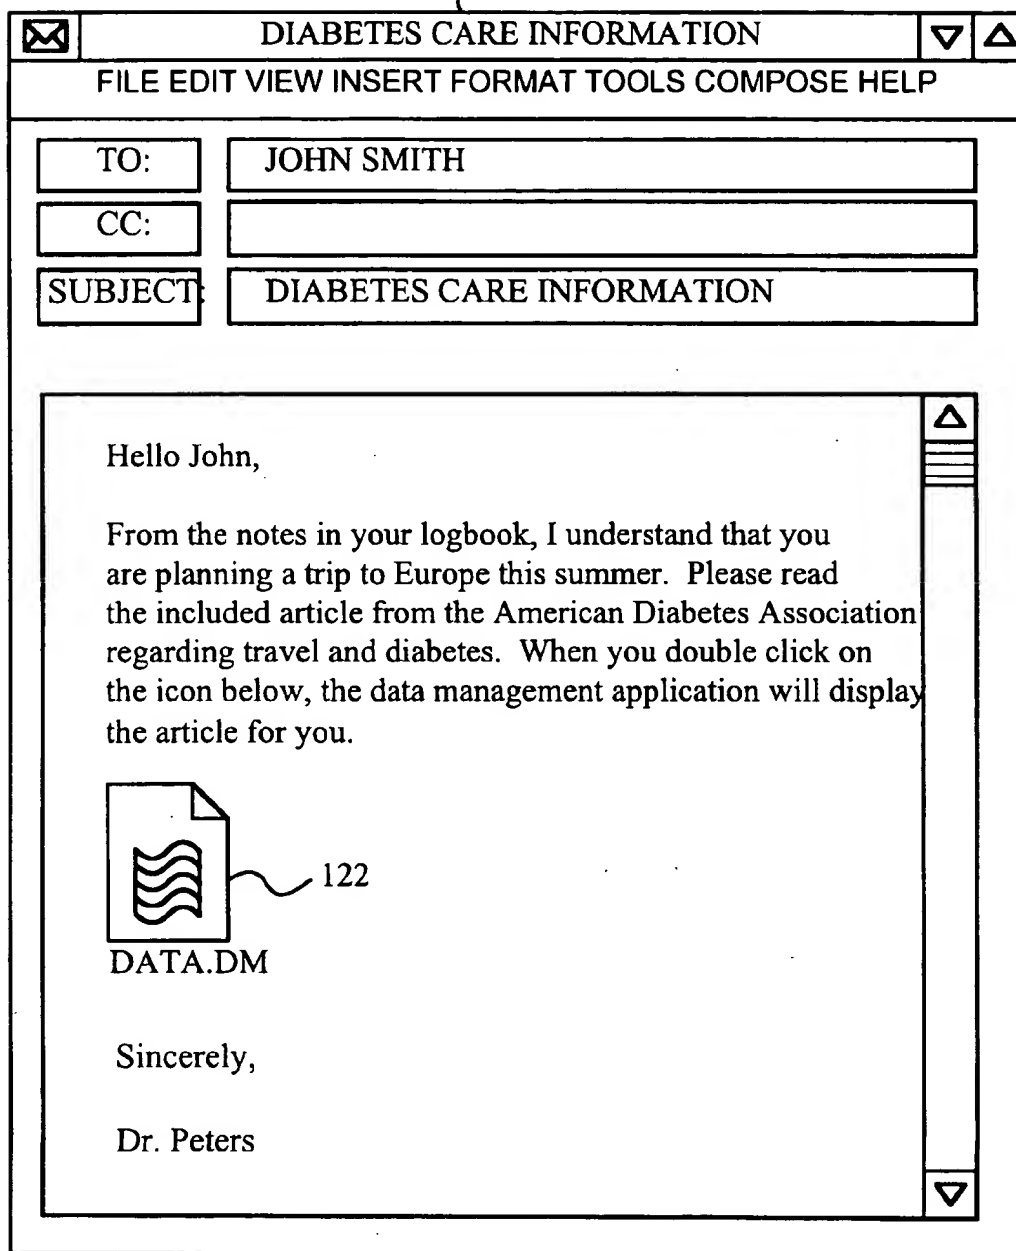 DIABETES CARE INFORMATION
FILE EDIT VIEW INSERT FORMAT TOOLS COMPOSE HELP
TO: JOHN SMITH
CC:
SUBJECT: DIABETES CARE INFORMATION
Hello John,
From the notes in your logbook, I understand that you
are planning a trip to Europe this summer. Please read
the included article from the American Diabetes Association
regarding travel and diabetes. When you double click on
the icon below, the data management application will display
the article for you.
122
DATA.DM
Sincerely,
Dr. Peters